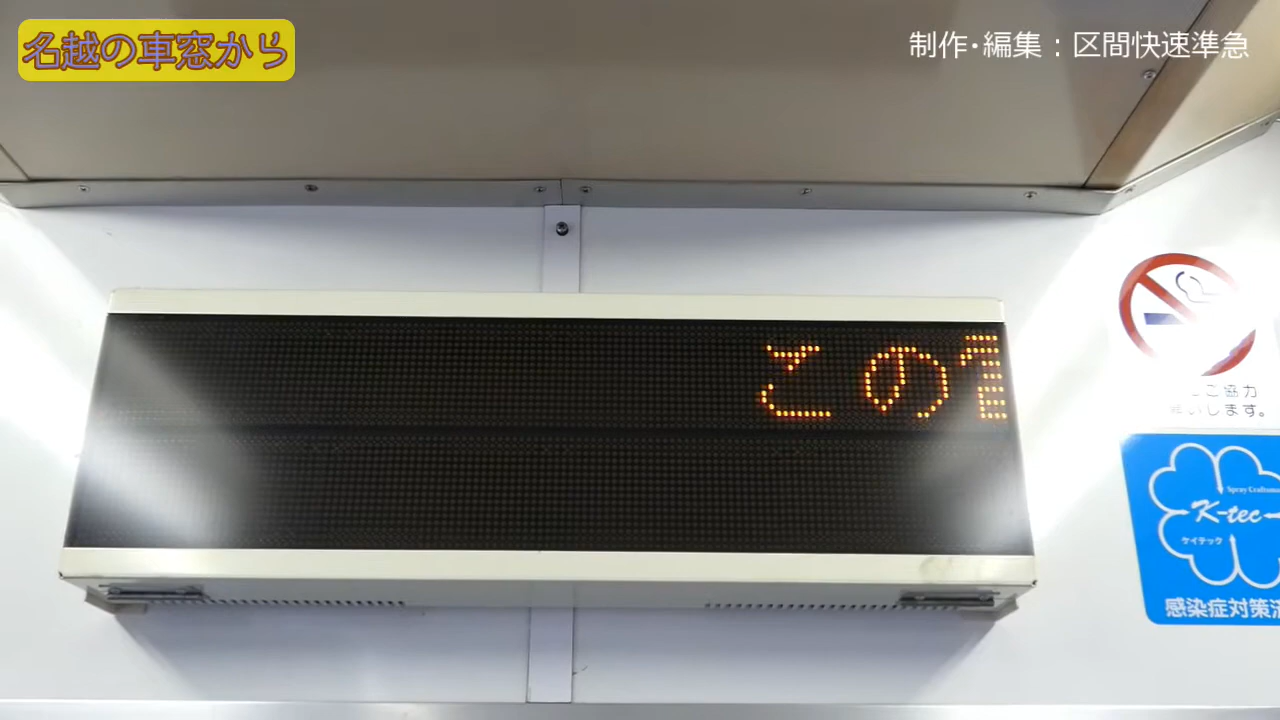 名越の車窓から
制作・編集：区間快速準急
この
ご協力
願いします。
Spray Craftsma
K-tec
ケイテック
感染症対策済